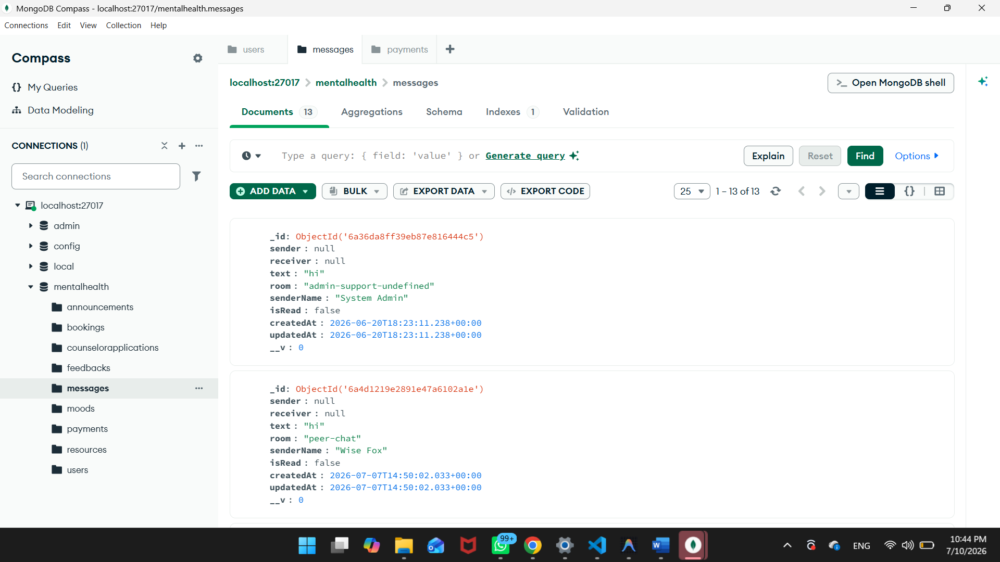 MongoDB Compass - localhost:27017/mentalhealth.messages
Connections Edit View Collection Help
Compass
My Queries
Data Modeling
CONNECTIONS (1)
Search connections
localhost:27017
admin
config
local
mentalhealth
announcements
bookings
counselorapplications
feedbacks
messages
moods
payments
resources
users
users messages payments
localhost:27017 > mentalhealth > messages
>_ Open MongoDB shell
Documents 13 Aggregations Schema Indexes 1 Validation
Type a query: { field: 'value' } or Generate query
Explain Reset Find Options
ADD DATA BULK EXPORT DATA EXPORT CODE
25 1 – 13 of 13
_id: ObjectId('6a36da8ff39eb87e816444c5')
sender : null
receiver : null
text : "hi"
room : "admin-support-undefined"
senderName : "System Admin"
isRead : false
createdAt : 2026-06-20T18:23:11.238+00:00
updatedAt : 2026-06-20T18:23:11.238+00:00
__v : 0
_id: ObjectId('6a4d1219e2891e47a6102a1e')
sender : null
receiver : null
text : "hi"
room : "peer-chat"
senderName : "Wise Fox"
isRead : false
createdAt : 2026-07-07T14:50:02.033+00:00
updatedAt : 2026-07-07T14:50:02.033+00:00
__v : 0
99+
ENG
10:44 PM
7/10/2026